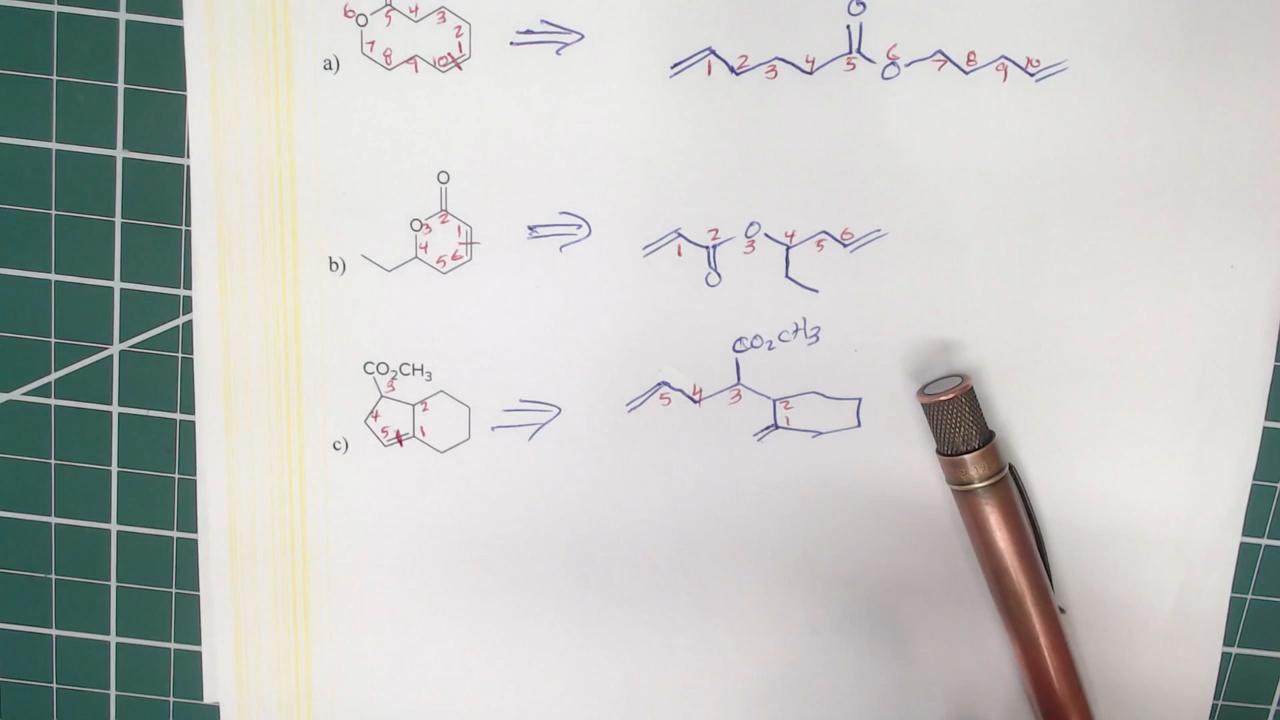 O
6 O 5 4 3
2
7 8 9 10 1
a) 1 2 3 4 5 6 O 7 8 9 10
O
O 3 2 1
4 5 6
b) 1 2 O 3 4 5 6
O
CO₂CH₃
CO₂CH₃
3
4 2
5 1
c) 5 4 3 2
1